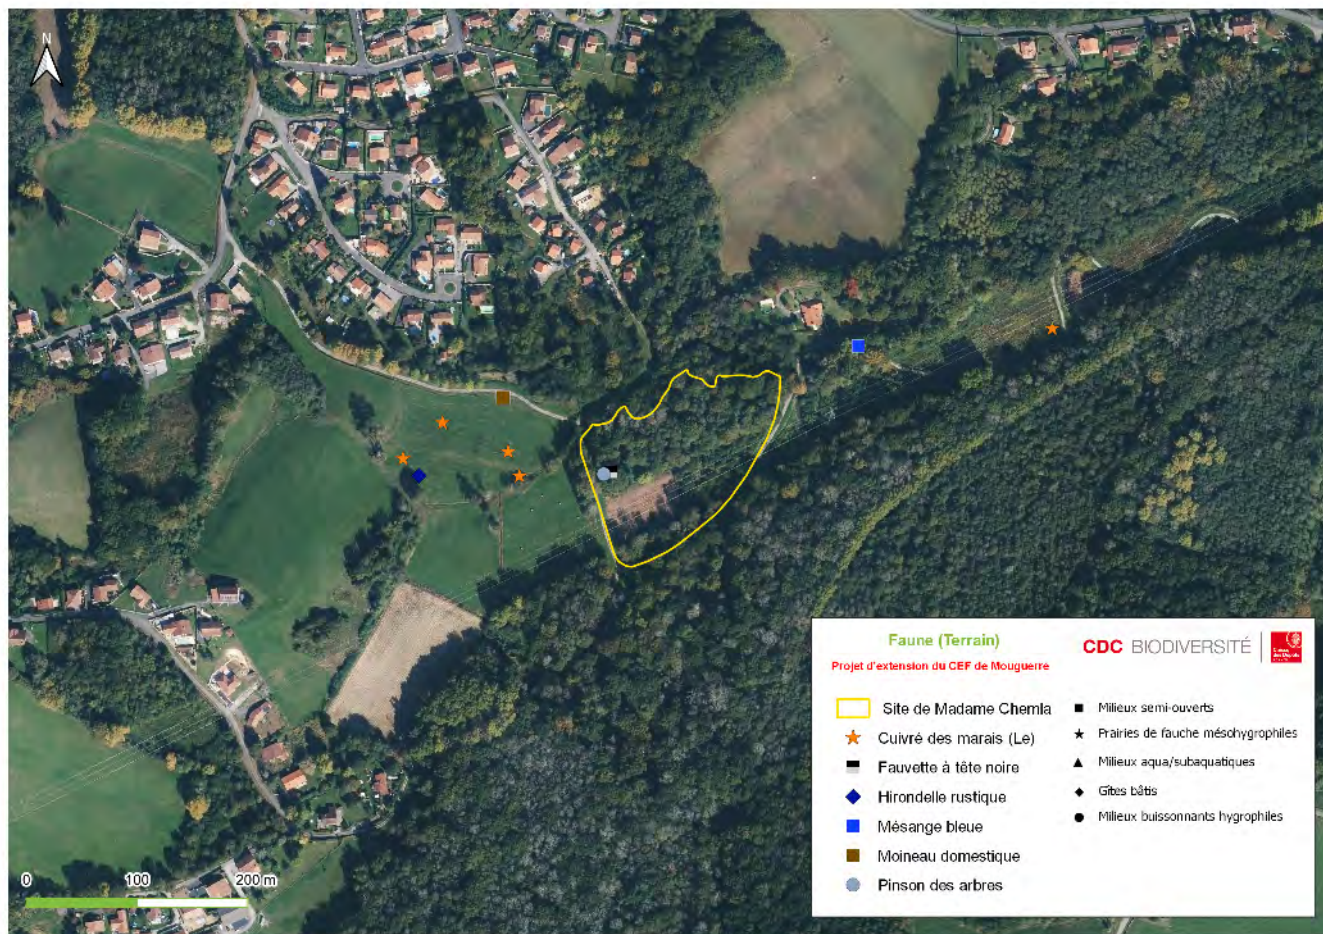 N
Faune (Terrain)
CDC BIODIVERSITÉ
Projet d'extension du CEF de Mouguerre
Site de Madame Chemla
Cuivré des marais (Le)
Fauvette à tête noire
Hirondelle rustique
Mésange bleue
Moineau domestique
Pinson des arbres
Milieux semi-ouverts
Prairies de fauche mésohygrophiles
Milieux aqua/subaquatiques
Gîtes bâtis
Milieux buissonnants hygrophiles
0 100 200 m